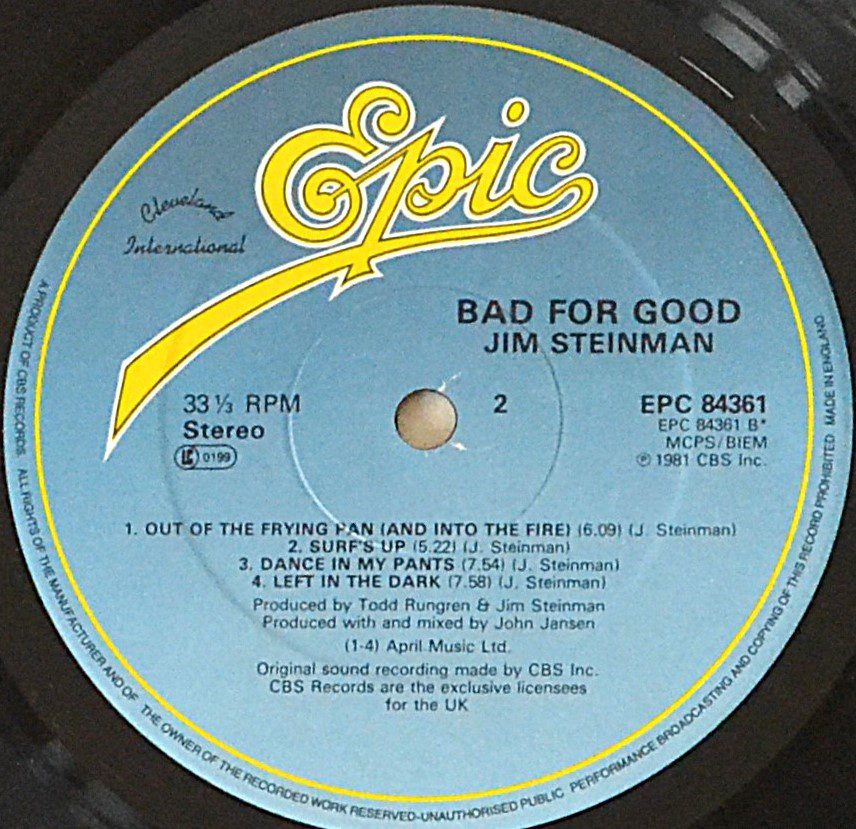 Epic
Cleveland
International
BAD FOR GOOD
JIM STEINMAN
33 1/3 RPM
Stereo
LC 0199
2
EPC 84361
EPC 84361 B*
MCPS/BIEM
℗ 1981 CBS Inc.
1. OUT OF THE FRYING PAN (AND INTO THE FIRE) (6.09) (J. Steinman)
2. SURF'S UP (5.22) (J. Steinman)
3. DANCE IN MY PANTS (7.54) (J. Steinman)
4. LEFT IN THE DARK (7.58) (J. Steinman)
Produced by Todd Rungren & Jim Steinman
Produced with and mixed by John Jansen
(1-4) April Music Ltd.
Original sound recording made by CBS Inc.
CBS Records are the exclusive licensees
for the UK
A PRODUCT OF CBS RECORDS. ALL RIGHTS OF THE MANUFACTURER AND OF THE OWNER OF THE RECORDED WORK RESERVED-UNAUTHORISED PUBLIC PERFORMANCE BROADCASTING AND COPYING OF THIS RECORD PROHIBITED MADE IN ENGLAND